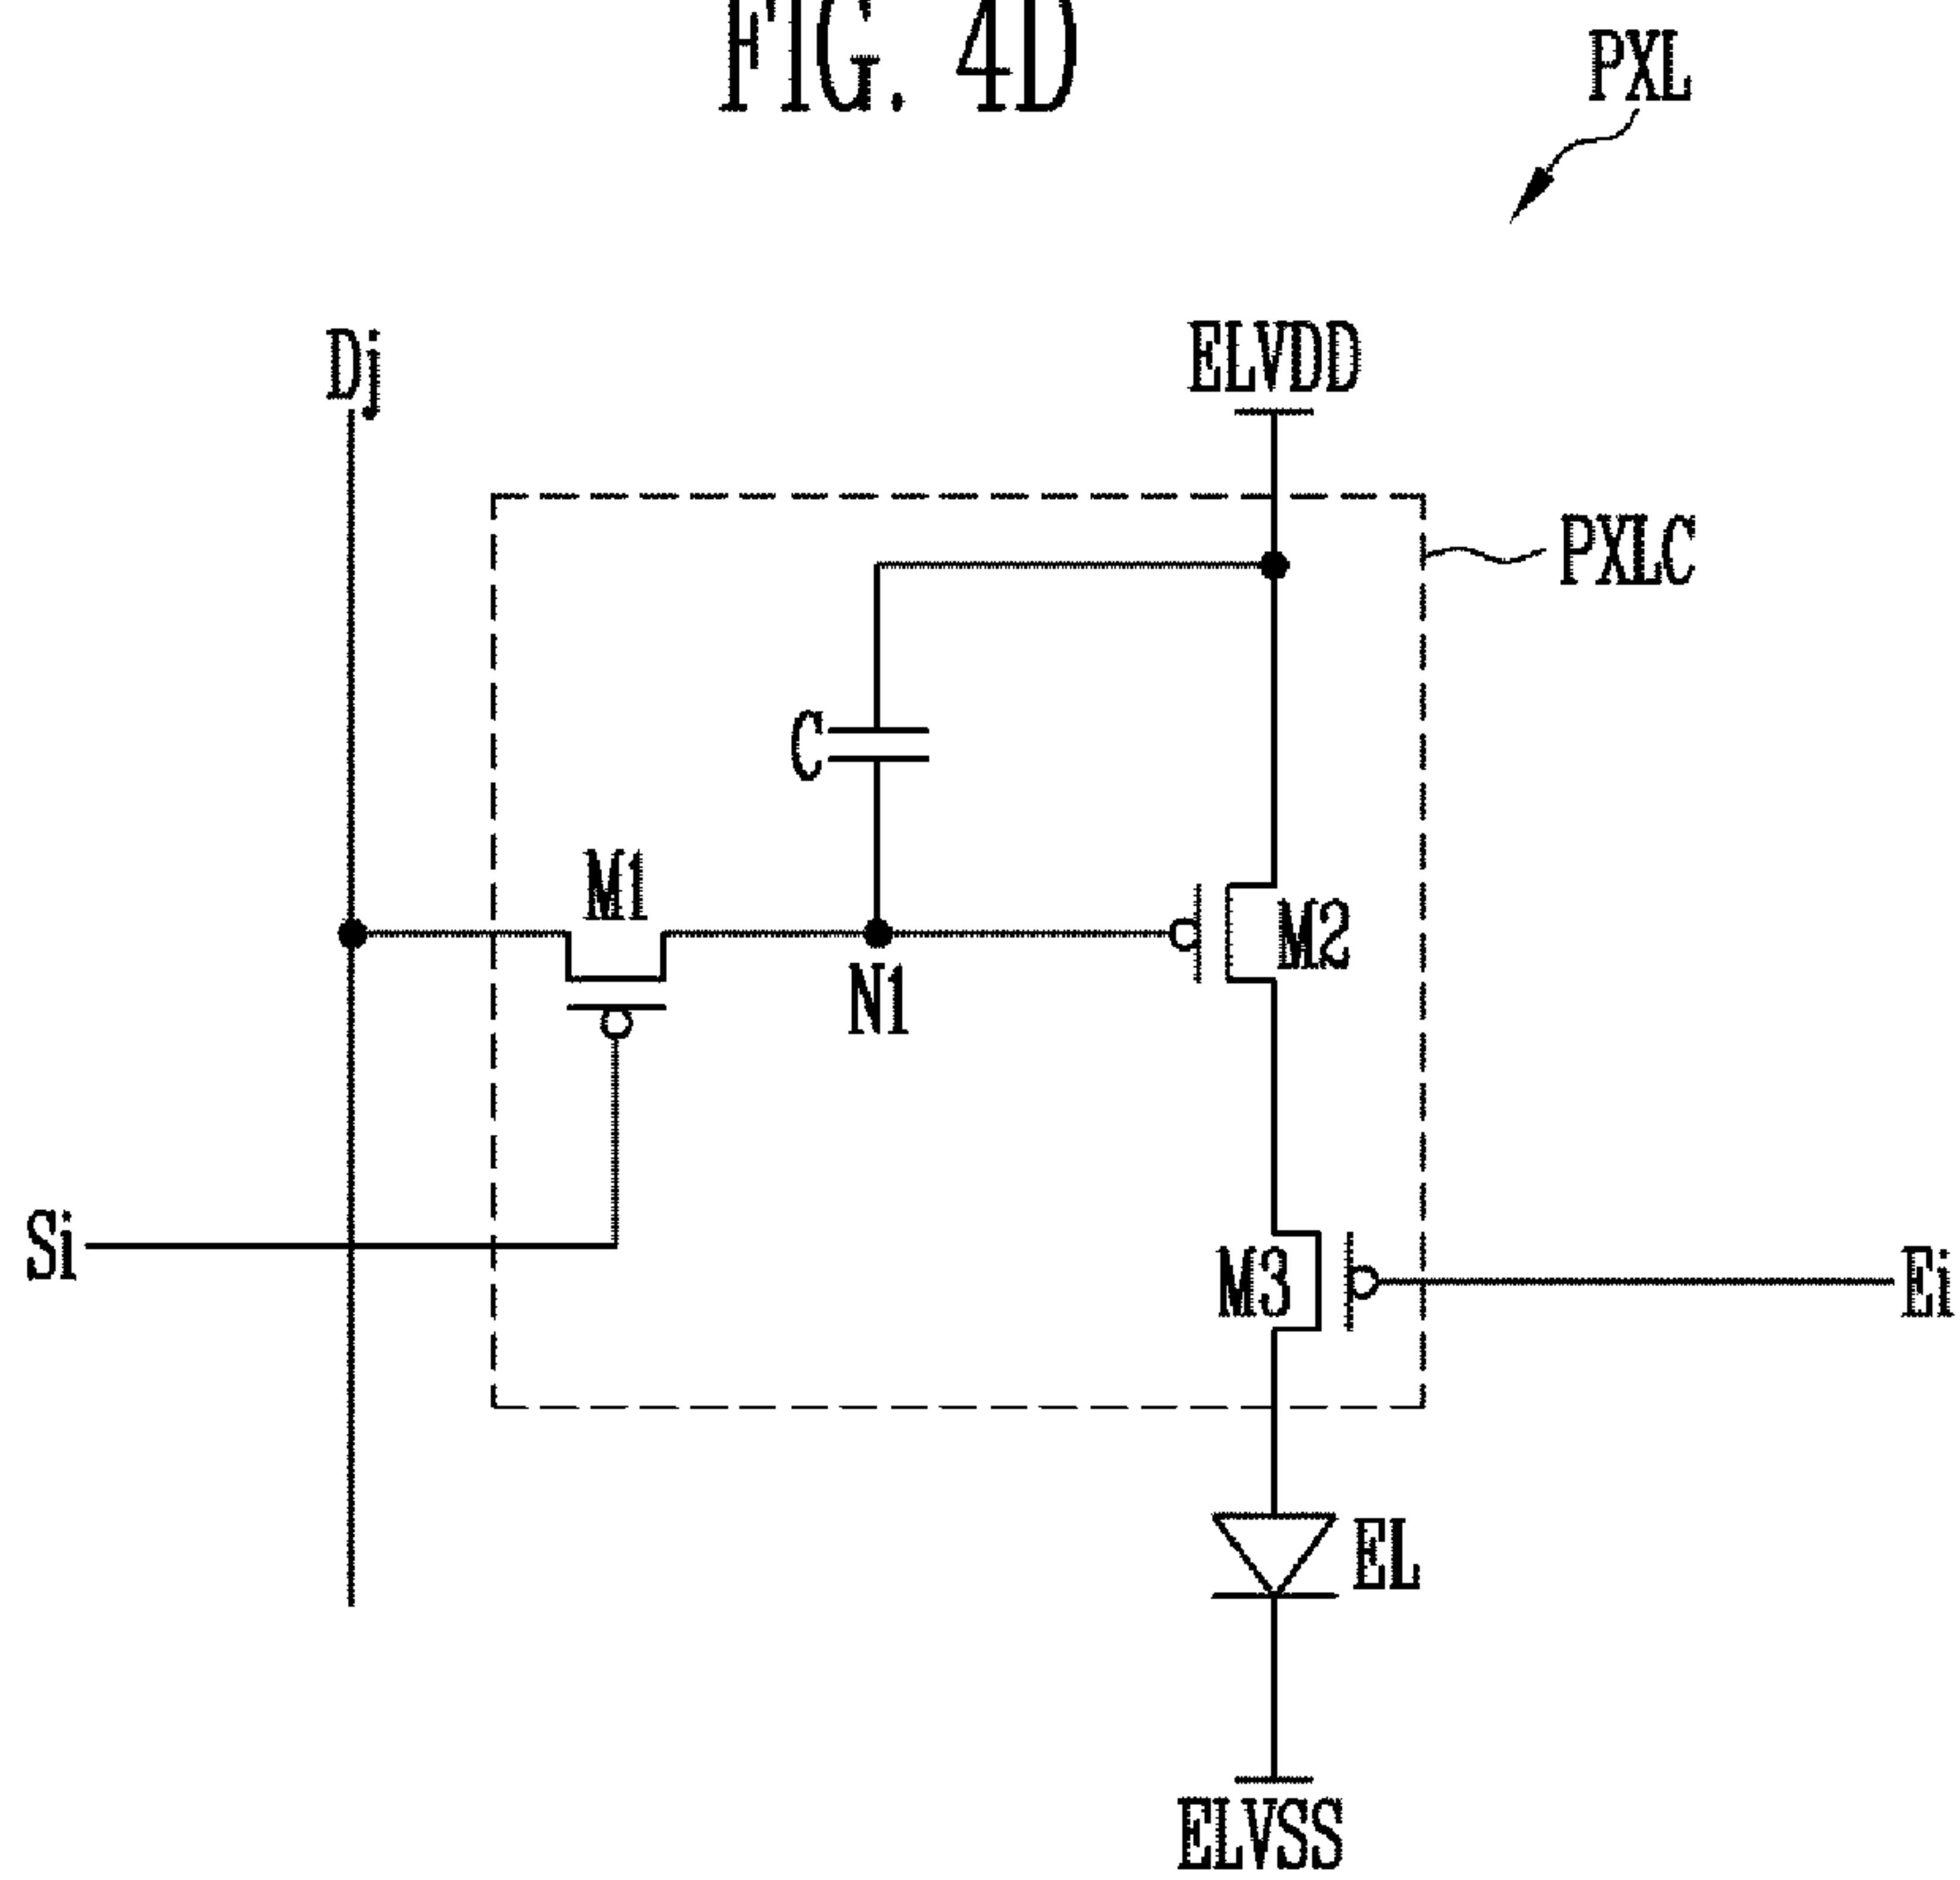 FIG. 4D
PXL
Dj
ELVDD
PXLC
C
M1
M2
N1
Si
M3
Ei
EL
ELVSS